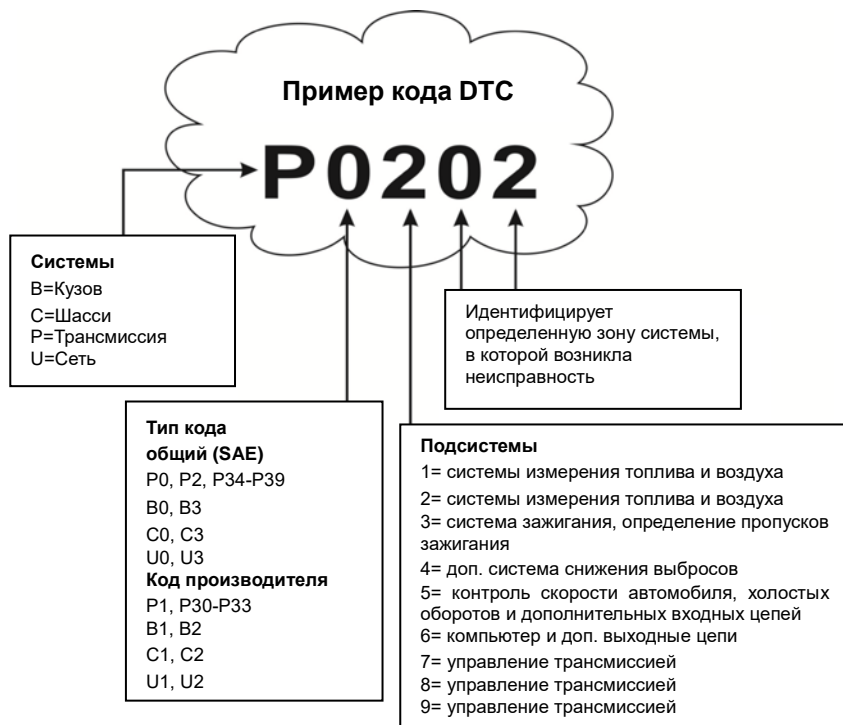 Пример кода DTC
P0202
Системы
B=Кузов
C=Шасси
P=Трансмиссия
U=Сеть
Идентифицирует
определенную зону системы,
в которой возникла
неисправность
Тип кода
общий (SAE)
P0, P2, P34-P39
B0, B3
C0, C3
U0, U3
Код производителя
P1, P30-P33
B1, B2
C1, C2
U1, U2
Подсистемы
1= системы измерения топлива и воздуха
2= системы измерения топлива и воздуха
3= система зажигания, определение пропусков
зажигания
4= доп. система снижения выбросов
5= контроль скорости автомобиля, холостых
оборотов и дополнительных входных цепей
6= компьютер и доп. выходные цепи
7= управление трансмиссией
8= управление трансмиссией
9= управление трансмиссией